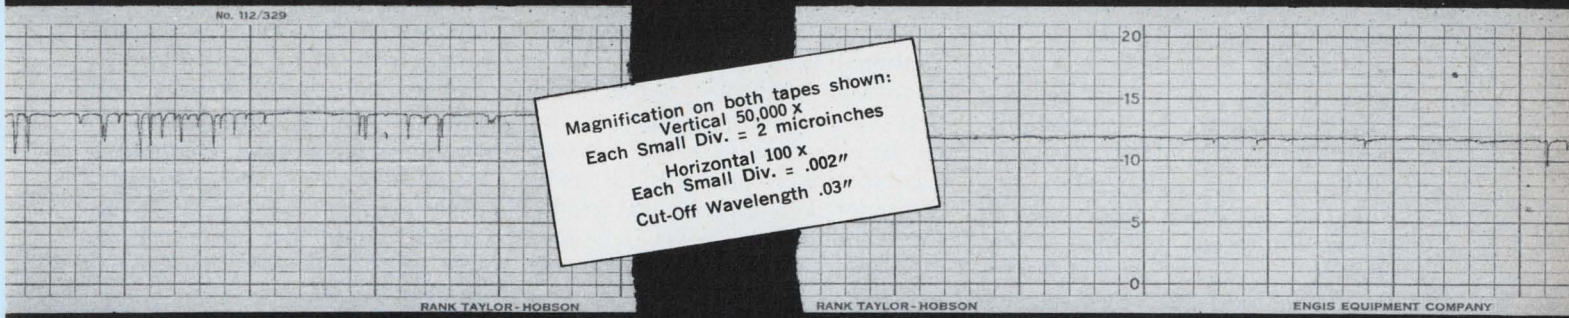 No. 112/329
RANK TAYLOR-HOBSON
Magnification on both tapes shown:
Vertical 50,000 x
Each Small Div. = 2 microinches
Horizontal 100 x
Each Small Div. = .002"
Cut-Off Wavelength .03"
20
15
10
5
0
RANK TAYLOR-HOBSON
ENGIS EQUIPMENT COMPANY